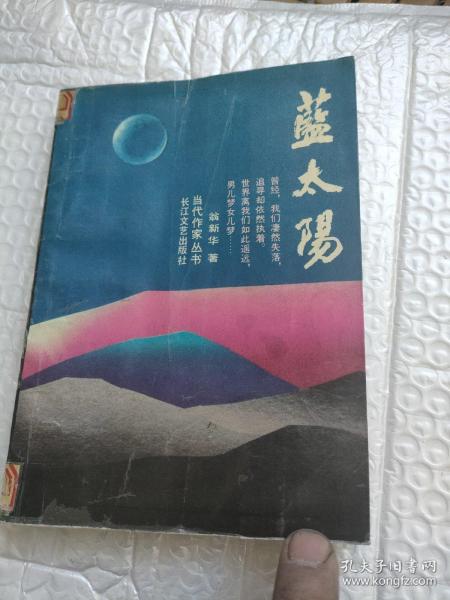 藍太陽
曾经，我们凄然失落，
追寻却依然执着。
世界离我们如此遥远，
男儿梦女儿梦……
翁新华 著
当代作家丛书
长江文艺出版社
孔夫子旧书网
www.kongfz.com